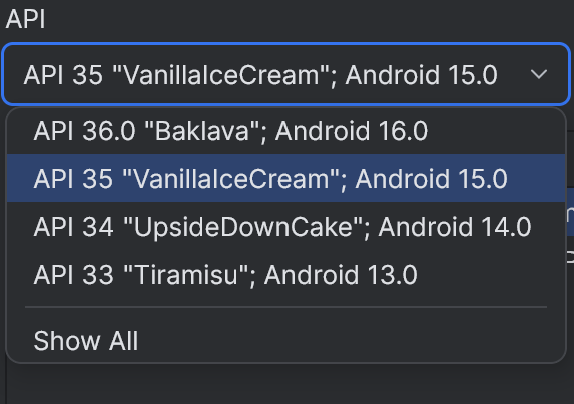 API
API 35 "VanillaIceCream"; Android 15.0
API 36.0 "Baklava"; Android 16.0
API 35 "VanillaIceCream"; Android 15.0
API 34 "UpsideDownCake"; Android 14.0
API 33 "Tiramisu"; Android 13.0
Show All